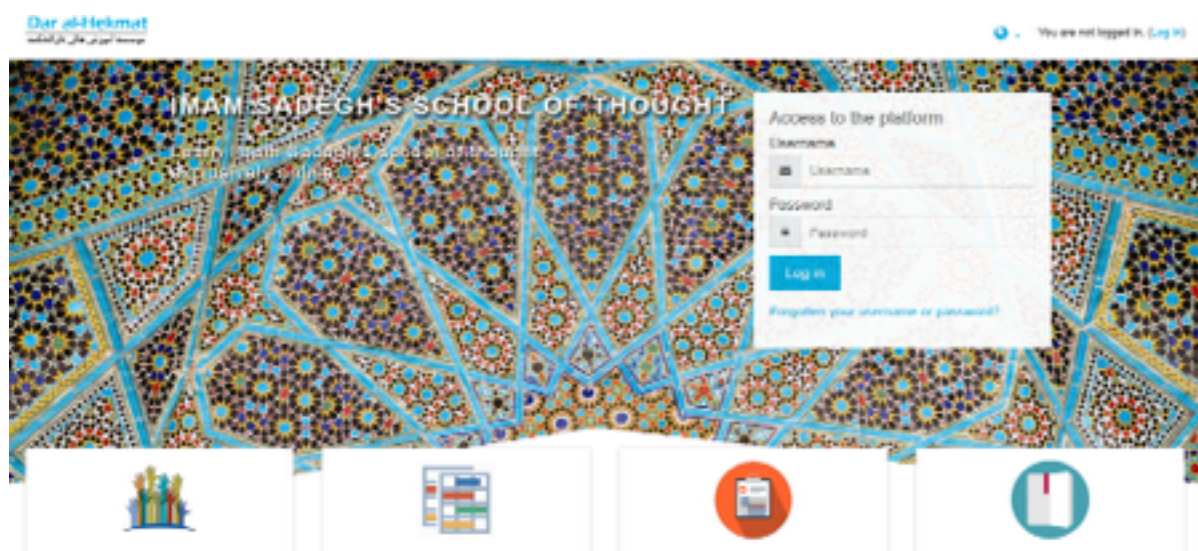 Dar al-Hekmat
You are not logged in. (Log in)
IMAM SADEGH'S SCHOOL OF THOUGHT
Access to the platform
Username
Username
Password
Password
Log in
Forgotten your username or password?